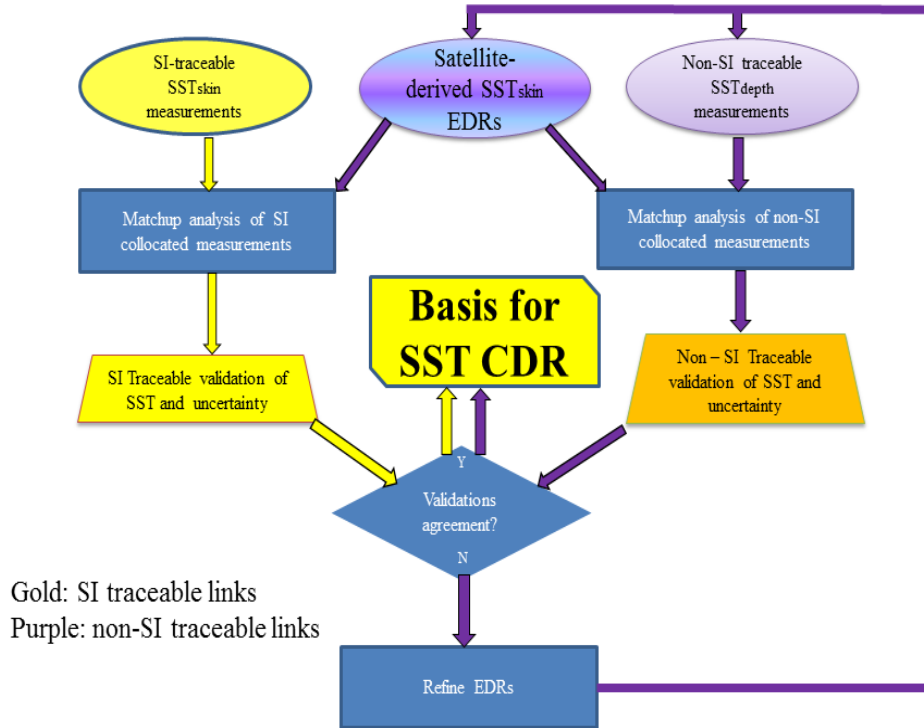 SI-traceable
SSTskin
measurements
Satellite-
derived SSTskin
EDRs
Non-SI traceable
SSTdepth
measurements
Matchup analysis of SI
collocated measurements
Matchup analysis of non-SI
collocated measurements
Basis for
SST CDR
SI Traceable validation of
SST and uncertainty
Non – SI Traceable
validation of SST and
uncertainty
Y
Validations
agreement?
N
Gold: SI traceable links
Purple: non-SI traceable links
Refine EDRs